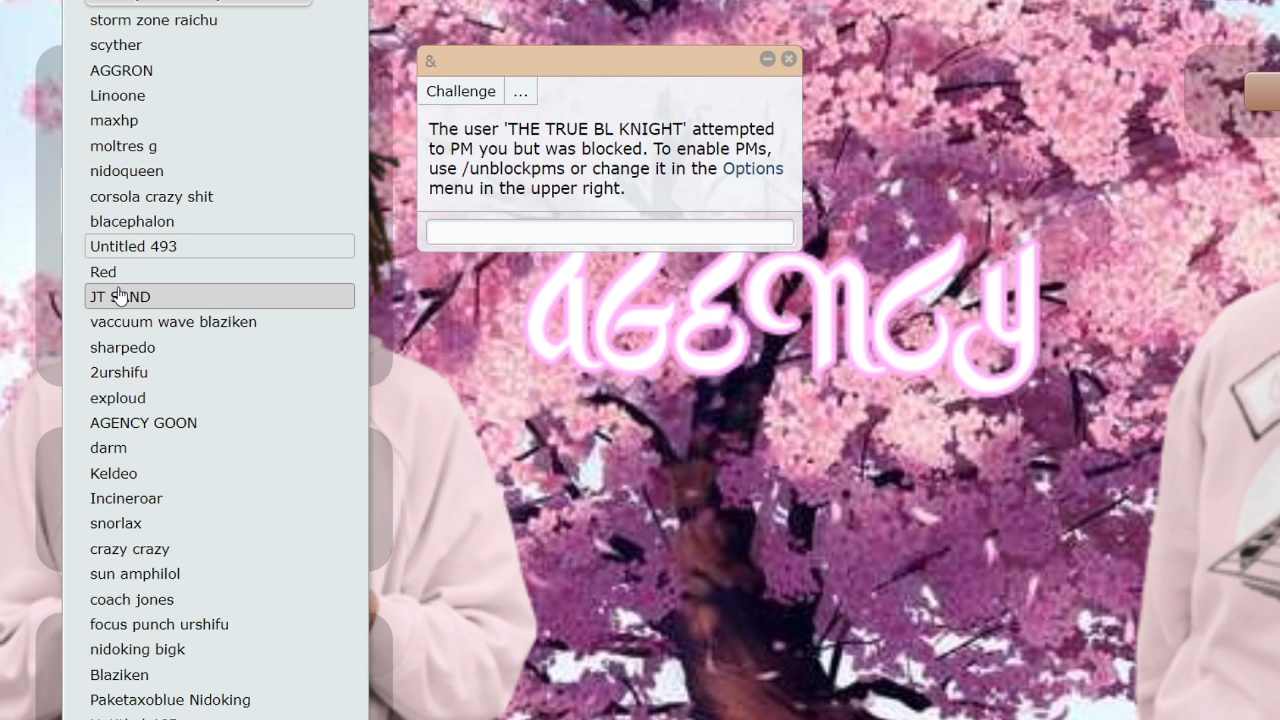 storm zone raichu
scyther
AGGRON
Linoone
maxhp
moltres g
nidoqueen
corsola crazy shit
blacephalon
Untitled 493
Red
JT
vaccuum wave blaziken
sharpedo
2urshifu
exploud
AGENCY GOON
darm
Keldeo
Incineroar
snorlax
crazy crazy
sun amphilol
coach jones
focus punch urshifu
nidoking bigk
Blaziken
Paketaxoblue Nidoking
&
Challenge
...
The user 'THE TRUE BL KNIGHT' attempted
to PM you but was blocked. To enable PMs,
use /unblockpms or change it in the Options
menu in the upper right.
AGENCY